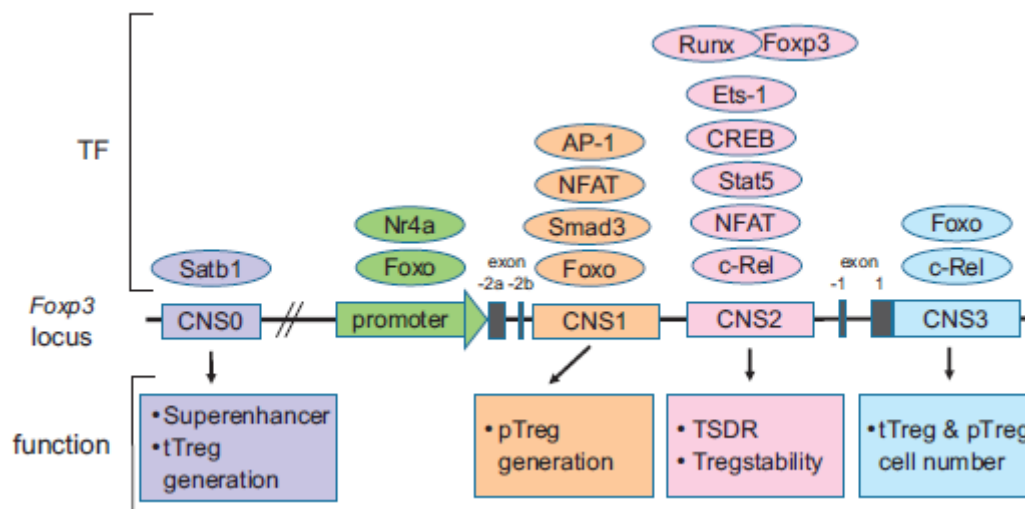 Runx Foxp3
Ets-1
TF
AP-1
CREB
NFAT
Stat5
Nr4a
Smad3
NFAT
Foxo
Satb1
Foxo
exon
Foxo
c-Rel
exon
c-Rel
-2a -2b
-1 1
Foxp3
locus
CNS0
promoter
CNS1
CNS2
CNS3
function
• Superenhancer
• tTreg
generation
• pTreg
generation
• TSDR
• Tregstability
• tTreg & pTreg
cell number